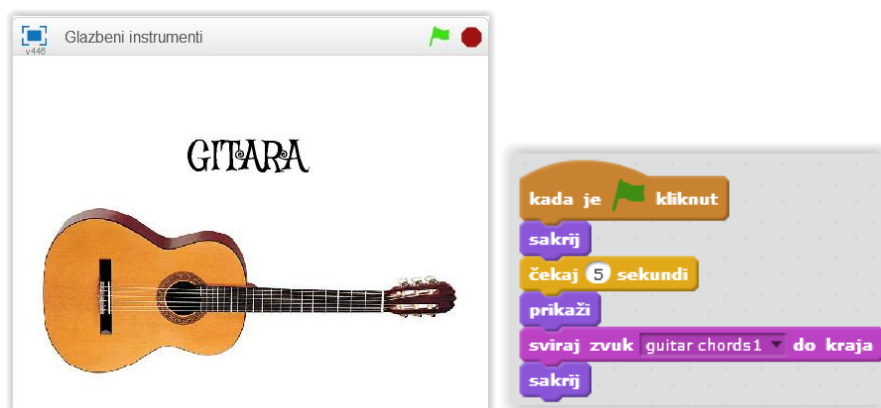 Glazbeni instrumenti
v446
GITARA
kada je kliknut
sakrij
čekaj 5 sekundi
prikaži
sviraj zvuk guitar chords1 do kraja
sakrij